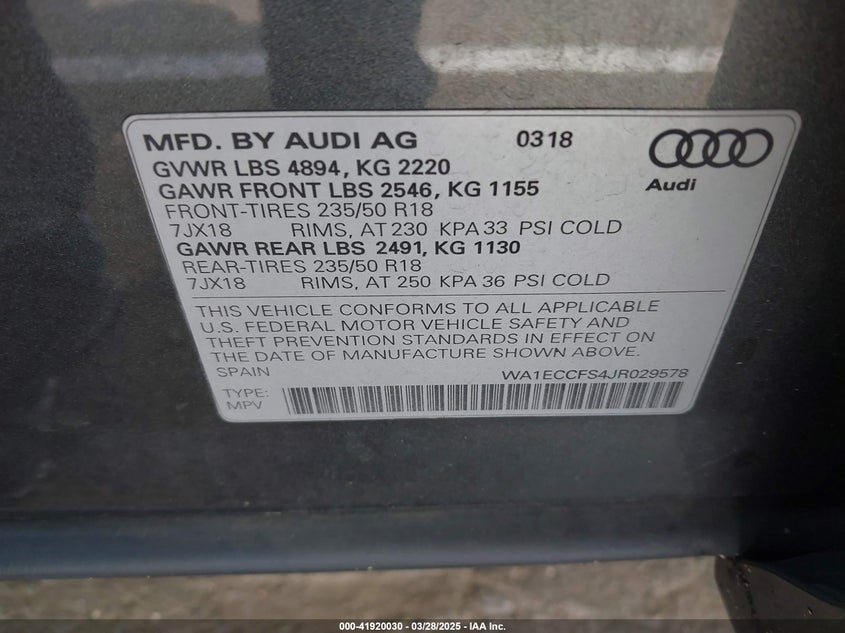 MFD. BY AUDI AG 0318
GVWR LBS 4894, KG 2220
GAWR FRONT LBS 2546, KG 1155
Audi
FRONT-TIRES 235/50 R18
7JX18 RIMS, AT 230 KPA 33 PSI COLD
GAWR REAR LBS 2491, KG 1130
REAR-TIRES 235/50 R18
7JX18 RIMS, AT 250 KPA 36 PSI COLD
THIS VEHICLE CONFORMS TO ALL APPLICABLE
U.S. FEDERAL MOTOR VEHICLE SAFETY AND
THEFT PREVENTION STANDARDS IN EFFECT ON
THE DATE OF MANUFACTURE SHOWN ABOVE.
SPAIN WA1ECCFS4JR029578
TYPE:
MPV
000-41920030 - 03/28/2025 - IAA Inc.